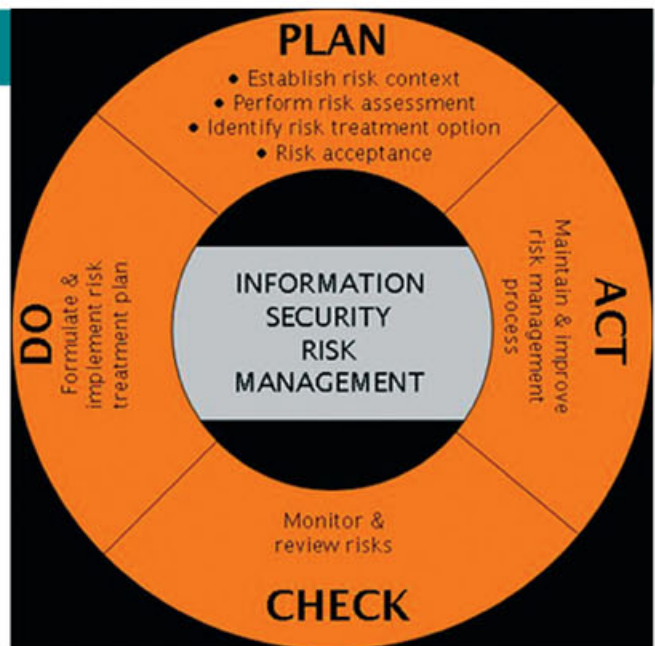 PLAN
• Establish risk context
• Perform risk assessment
• Identify risk treatment option
• Risk acceptance
DO
Formulate &
implement risk
treatment plan
INFORMATION
SECURITY
RISK
MANAGEMENT
ACT
Maintain & improve
risk management
process
Monitor &
review risks
CHECK